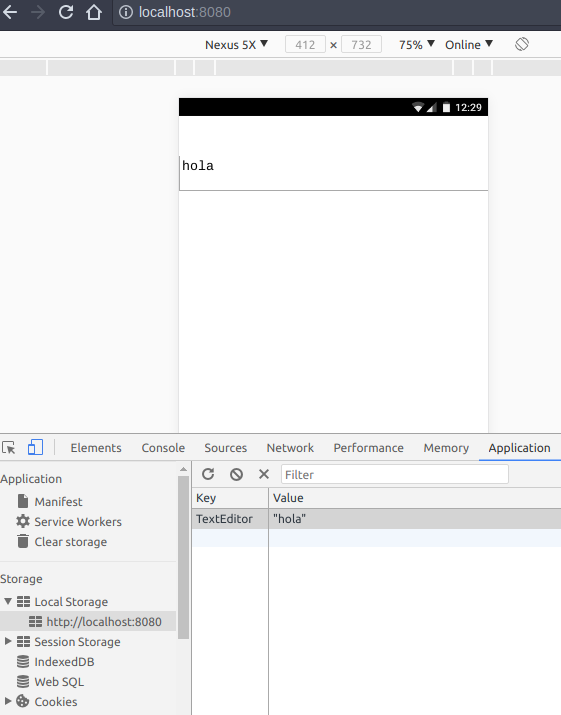 localhost:8080
Nexus 5X 412 × 732 75% Online
12:29
hola
Elements Console Sources Network Performance Memory Application
Application
Manifest
Service Workers
Clear storage
Storage
Local Storage
http://localhost:8080
Session Storage
IndexedDB
Web SQL
Cookies
Filter
Key Value
TextEditor "hola"